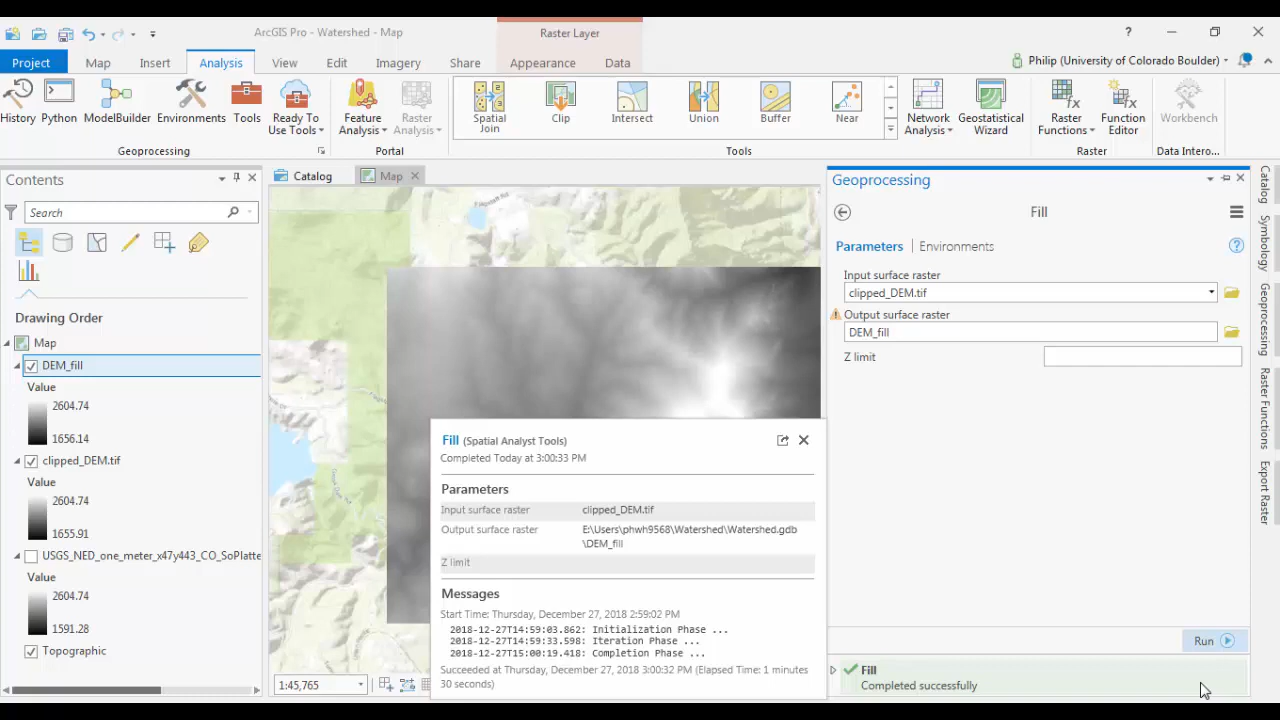 ArcGIS Pro - Watershed - Map
Raster Layer
?
Project
Map
Insert
Analysis
View
Edit
Imagery
Share
Appearance
Data
Philip (University of Colorado Boulder)
History
Python
ModelBuilder
Environments
Tools
Ready To
Use Tools
Feature
Analysis
Raster
Analysis
Spatial
Join
Clip
Intersect
Union
Buffer
Near
Network
Analysis
Geostatistical
Wizard
Raster
Functions
Function
Editor
Workbench
Geoprocessing
Portal
Tools
Raster
Data Intero...
Contents
Search
Drawing Order
Map
DEM_fill
Value
2604.74
1656.14
clipped_DEM.tif
Value
2604.74
1655.91
USGS_NED_one_meter_x47y443_CO_SoPlatte
Value
2604.74
1591.28
Topographic
Catalog
Map
1:45,765
Fill (Spatial Analyst Tools)
Completed Today at 3:00:33 PM
Parameters
Input surface raster clipped_DEM.tif
Output surface raster E:\Users\phwh9568\Watershed\Watershed.gdb
\DEM_fill
Z limit
Messages
Start Time: Thursday, December 27, 2018 2:59:02 PM
2018-12-27T14:59:03.862: Initialization Phase ...
2018-12-27T14:59:33.598: Iteration Phase ...
2018-12-27T15:00:19.418: Completion Phase ...
Succeeded at Thursday, December 27, 2018 3:00:32 PM (Elapsed Time: 1 minutes
30 seconds)
Geoprocessing
Fill
Parameters | Environments
?
Input surface raster
clipped_DEM.tif
Output surface raster
DEM_fill
Z limit
Run
Fill
Completed successfully
Catalog
Symbology
Geoprocessing
Raster Functions
Export Raster